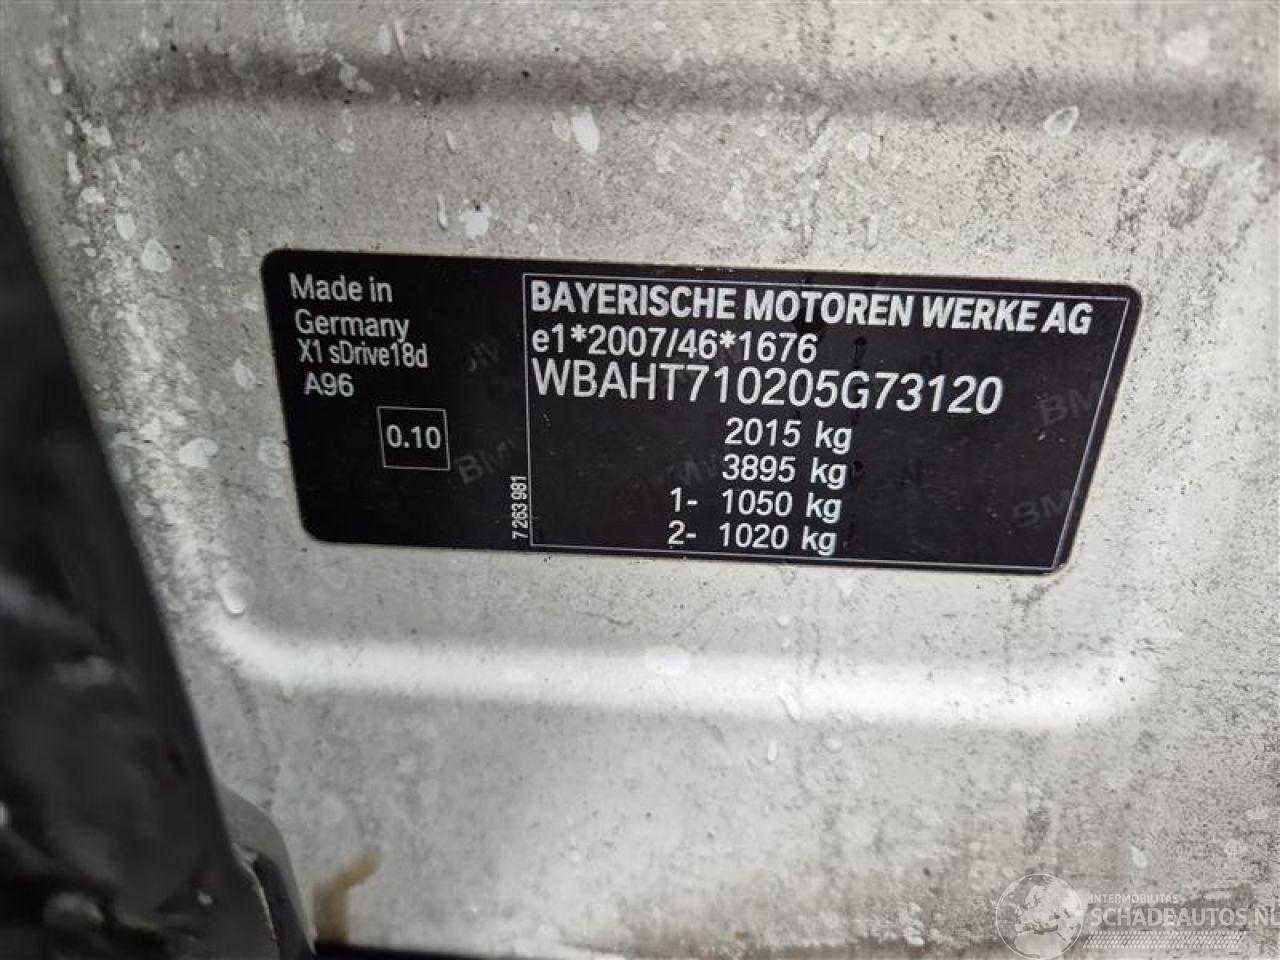 Made in
Germany
X1 sDrive18d
A96
0.10
7 263 981
BAYERISCHE MOTOREN WERKE AG
e1*2007/46*1676
WBAHT710205G73120
2015 kg
3895 kg
1- 1050 kg
2- 1020 kg
INTERMOBILITAS
SCHADEAUTOS.NL